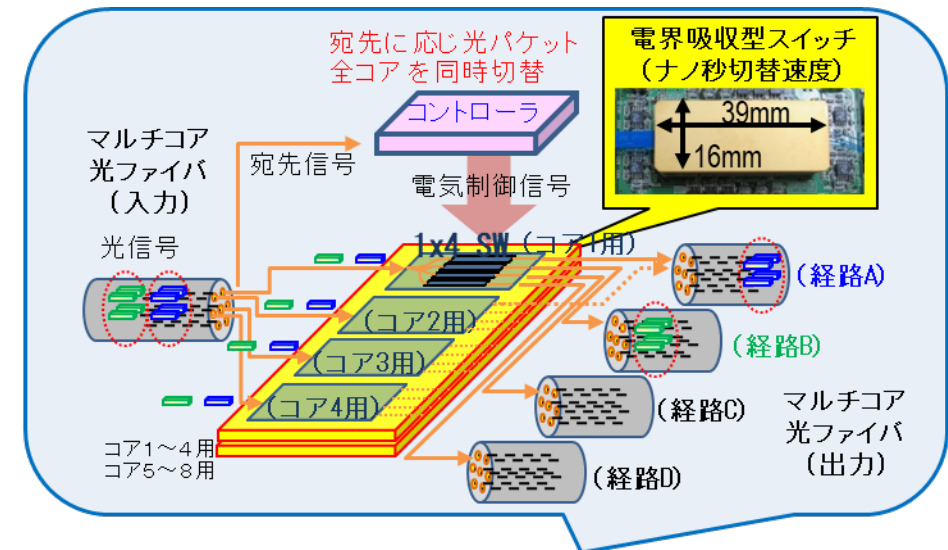 宛先に応じ光パケット
全コアを同時切替
電界吸収型スイッチ
(ナノ秒切替速度)
39mm
16mm
コントローラ
マルチコア
光ファイバ
(入力)
宛先信号
電気制御信号
光信号
1x4 SW(コア1用)
(コア2用)
(コア3用)
(コア4用)
コア1~4用
コア5~8用
(経路A)
(経路B)
(経路C)
(経路D)
マルチコア
光ファイバ
(出力)